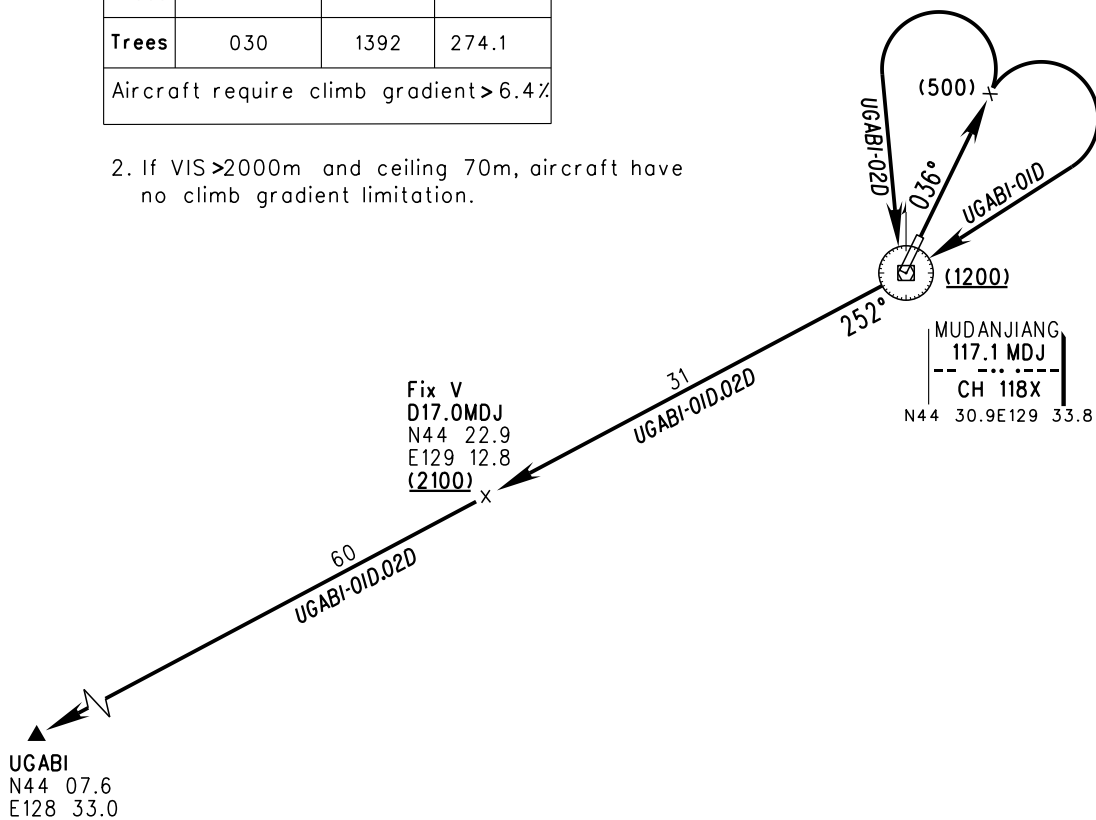 Trees 030 1392 274.1
Aircraft require climb gradient > 6.4%
2. If VIS >2000m and ceiling 70m, aircraft have
no climb gradient limitation.
(500)
UGABI-02D
036°
UGABI-01D
(1200)
252°
MUDANJIANG
117.1 MDJ
-- -·· ·---
CH 118X
N44 30.9E129 33.8
31
UGABI-01D.02D
Fix V
D17.0MDJ
N44 22.9
E129 12.8
(2100)
X
60
UGABI-01D.02D
UGABI
N44 07.6
E128 33.0